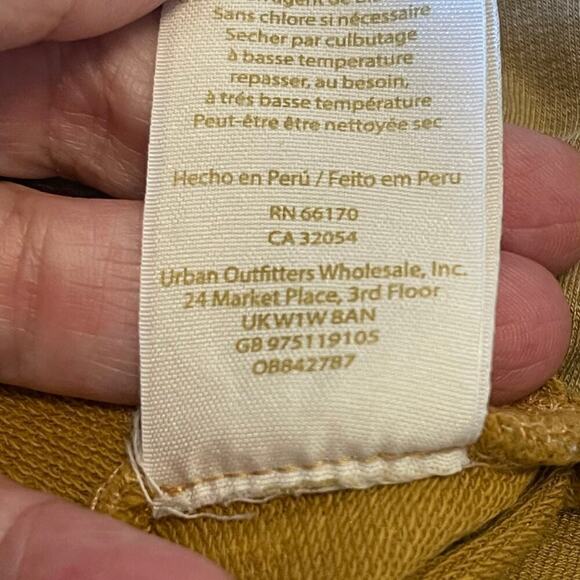 Sans chlore si nécessaire
Secher par culbutage
à basse temperature
repasser, au besoin,
à trés basse température
Peut-être être nettoyée sec
Hecho en Perú / Feito em Peru
RN 66170
CA 32054
Urban Outfitters Wholesale, Inc.
24 Market Place, 3rd Floor
UKW1W 8AN
GB 975119105
OB842787